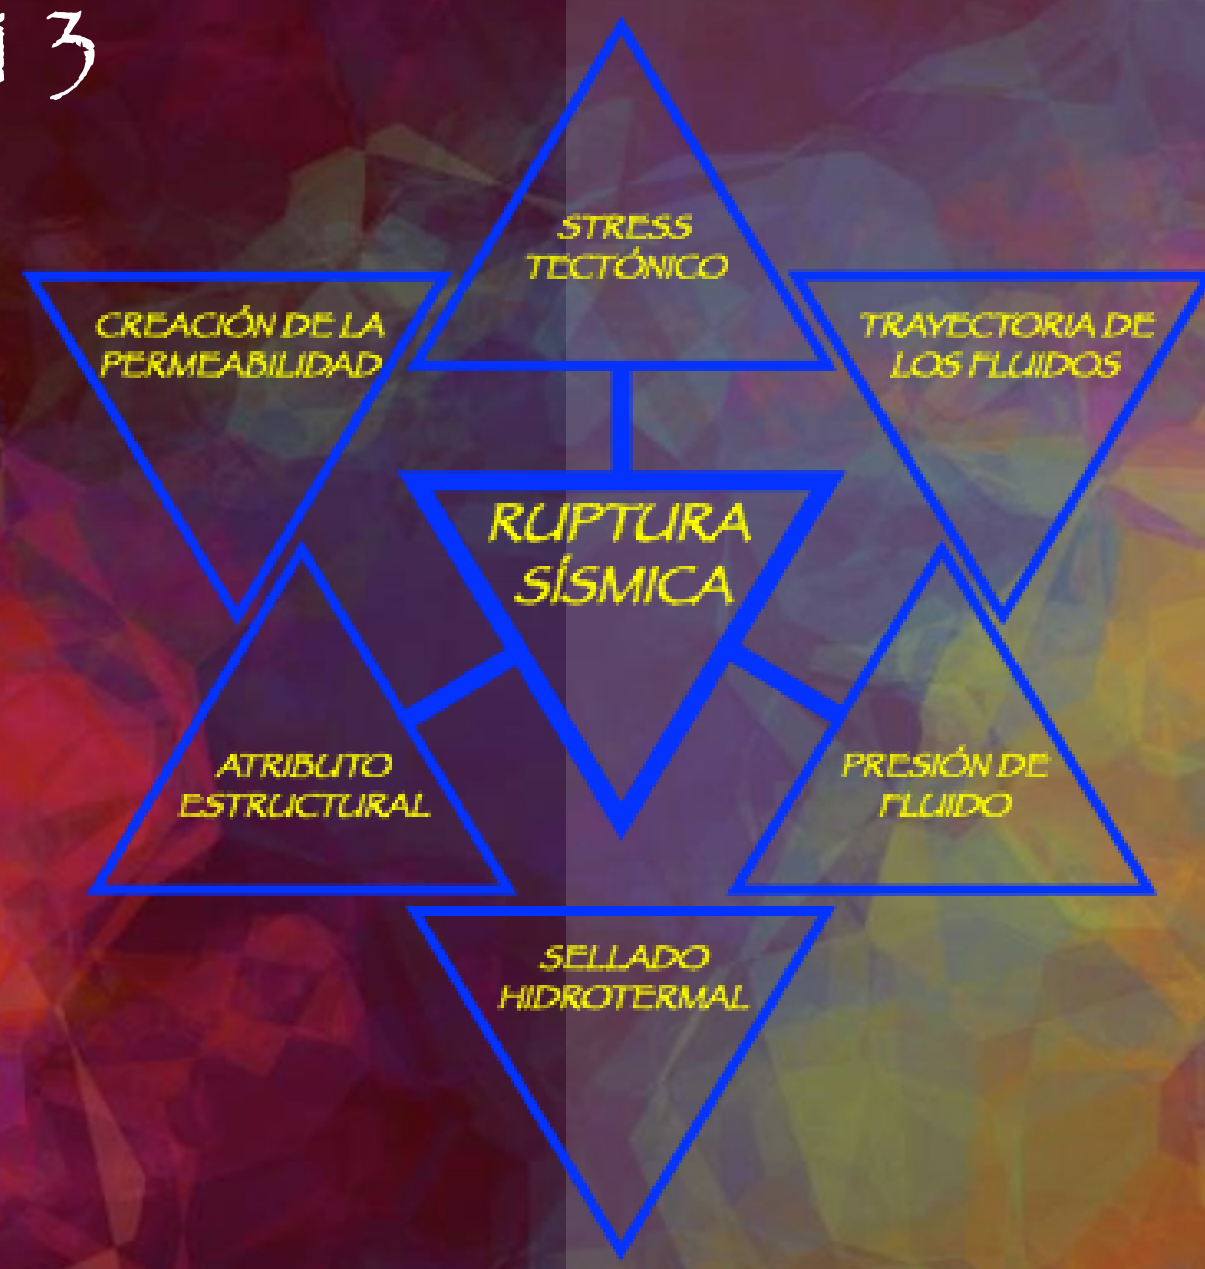 3
STRESS
TECTÓNICO
CREACIÓN DE LA
PERMEABILIDAD
TRAYECTORIA DE
LOS FLUIDOS
RUPTURA
SÍSMICA
ATRIBUTO
ESTRUCTURAL
PRESIÓN DE
FLUIDO
SELLADO
HIDROTERMAL